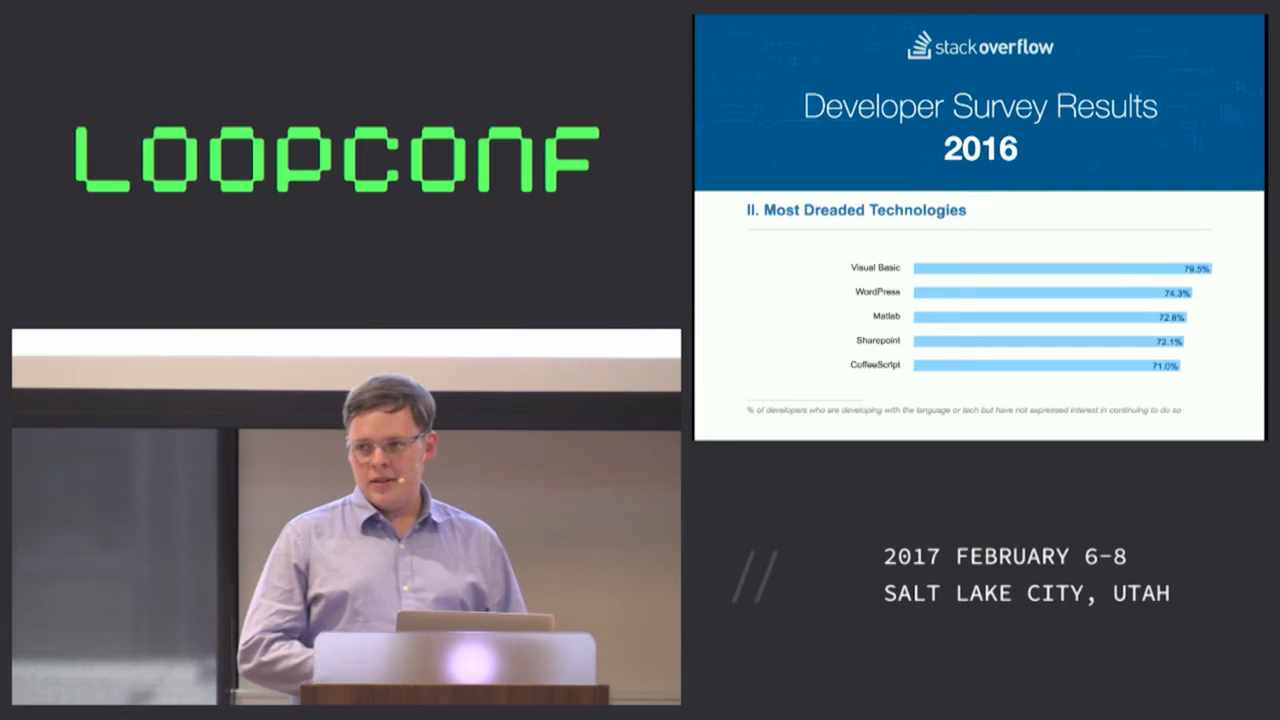 LOOPCONF
stackoverflow
Developer Survey Results
2016
II. Most Dreaded Technologies
Visual Basic 79.5%
WordPress 74.3%
Matlab 72.8%
Sharepoint 72.1%
CoffeeScript 71.0%
% of developers who are developing with the language or tech but have not expressed interest in continuing to do so
// 2017 FEBRUARY 6-8
SALT LAKE CITY, UTAH